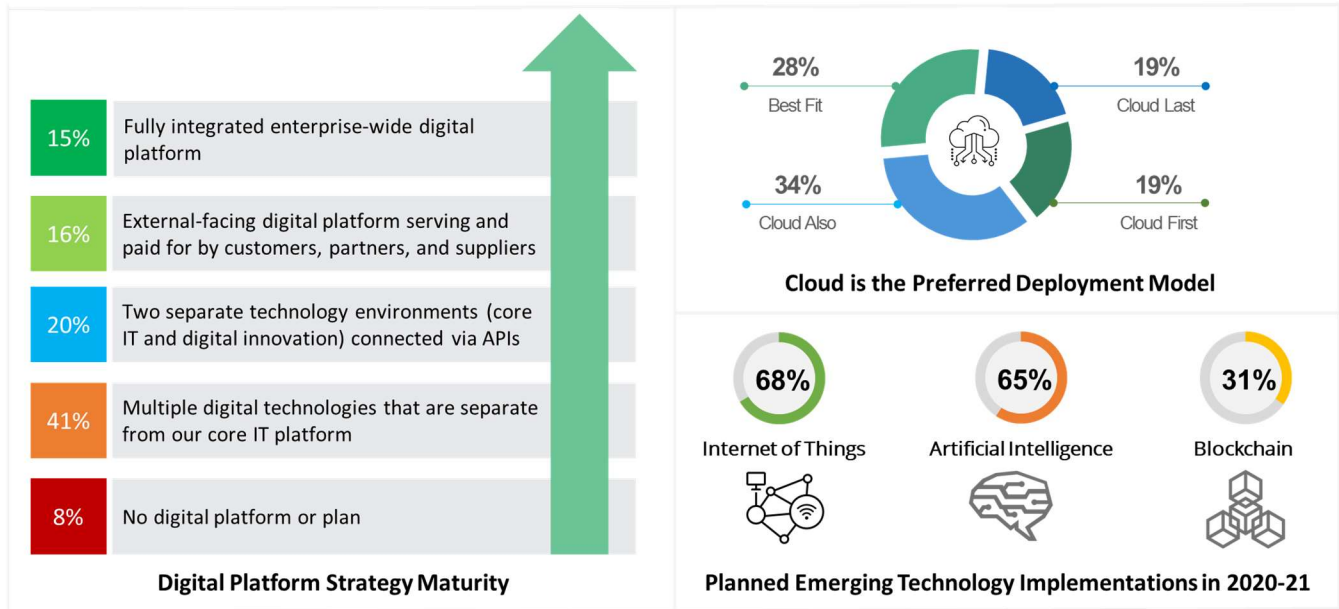 15%
Fully integrated enterprise-wide digital
platform
16%
External-facing digital platform serving and
paid for by customers, partners, and suppliers
20%
Two separate technology environments (core
IT and digital innovation) connected via APIs
41%
Multiple digital technologies that are separate
from our core IT platform
8%
No digital platform or plan
Digital Platform Strategy Maturity
28%
Best Fit
19%
Cloud Last
34%
Cloud Also
19%
Cloud First
Cloud is the Preferred Deployment Model
68%
Internet of Things
65%
Artificial Intelligence
31%
Blockchain
Planned Emerging Technology Implementations in 2020-21